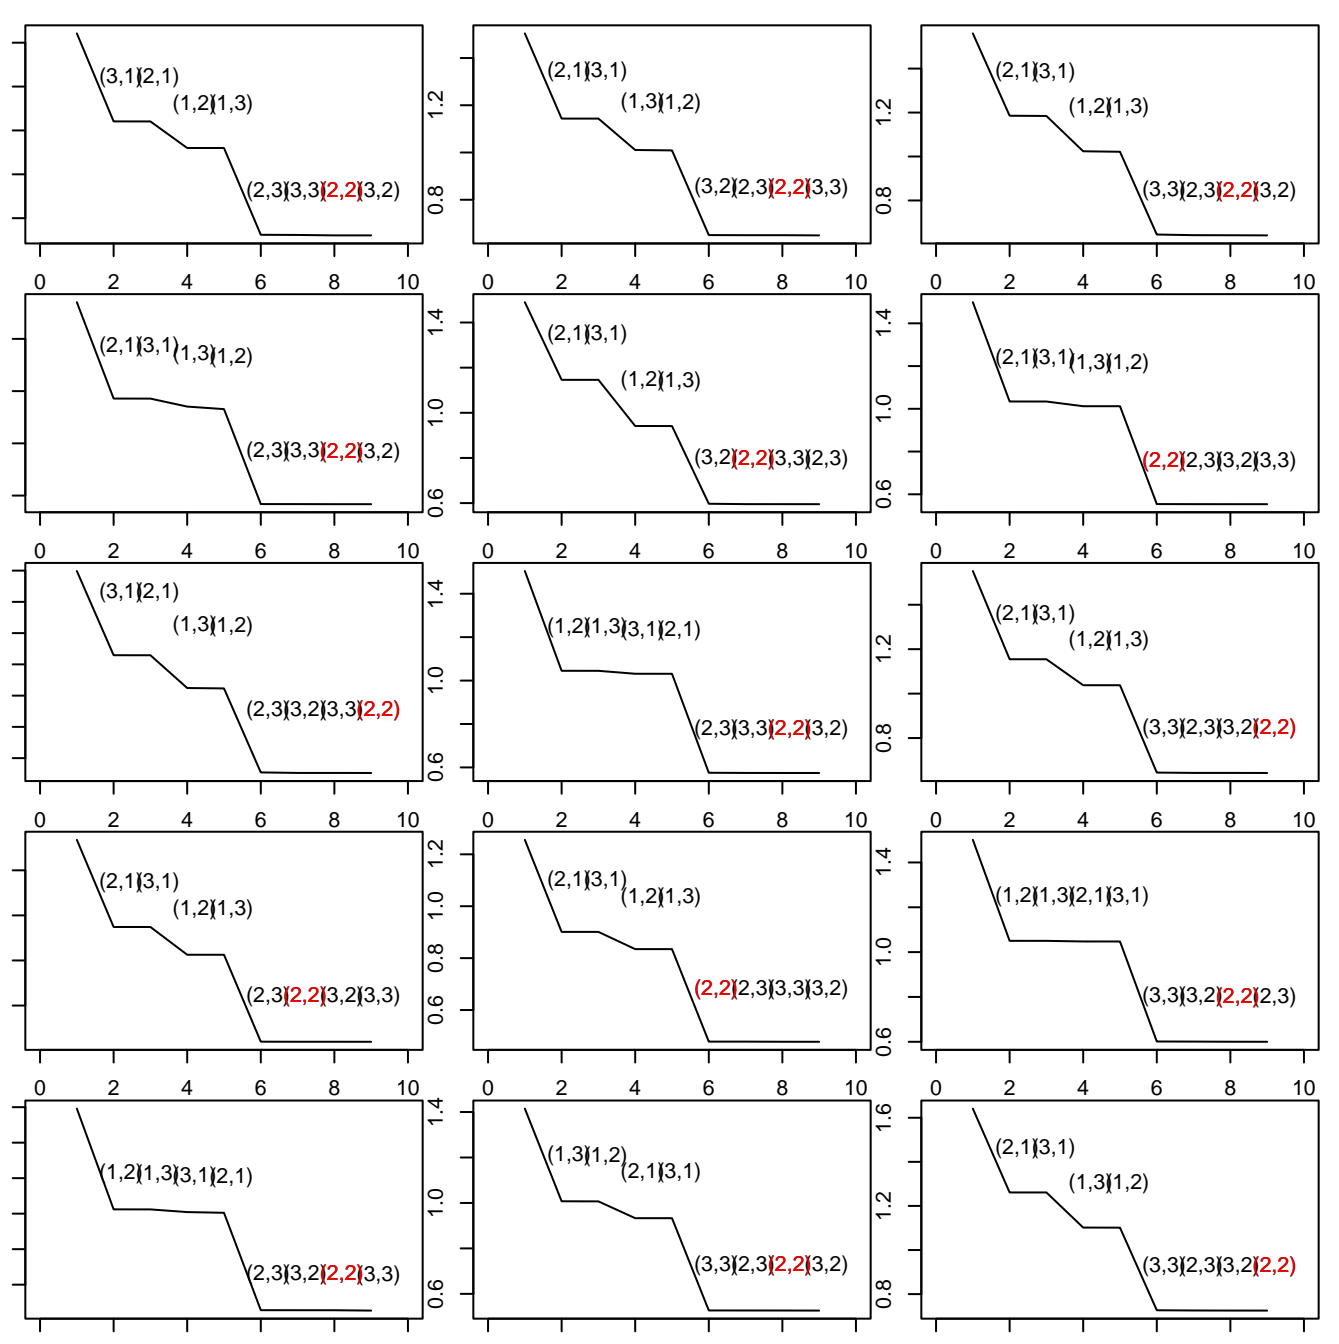 (3,1)(2,1) (2,1)(3,1) (2,1)(3,1)
(1,2)(1,3) (1,3)(1,2) (1,2)(1,3)
1.2 1.2
(2,3)(3,3)(2,2)(3,2) (3,2)(2,3)(2,2)(3,3) (3,3)(2,3)(2,2)(3,2)
0.8 0.8
0 2 4 6 8 10 0 2 4 6 8 10 0 2 4 6 8 10
1.4 1.4
(2,1)(3,1)(1,3)(1,2) (2,1)(3,1) (2,1)(3,1)(1,3)(1,2)
(1,2)(1,3)
1.0 1.0
(2,3)(3,3)(2,2)(3,2) (3,2)(2,2)(3,3)(2,3) (2,2)(2,3)(3,2)(3,3)
0.6 0.6
0 2 4 6 8 10 0 2 4 6 8 10 0 2 4 6 8 10
1.4
(3,1)(2,1) (1,2)(1,3)(3,1)(2,1) (2,1)(3,1)
(1,3)(1,2) (1,2)(1,3)
1.0 1.2
(2,3)(3,2)(3,3)(2,2) (2,3)(3,3)(2,2)(3,2) (3,3)(2,3)(3,2)(2,2)
0.6 0.8
0 2 4 6 8 10 0 2 4 6 8 10 0 2 4 6 8 10
1.2 1.4
(2,1)(3,1) (2,1)(3,1) (1,2)(1,3)(2,1)(3,1)
(1,2)(1,3) (1,2)(1,3)
1.0 1.0
0.8
(2,3)(2,2)(3,2)(3,3) (2,2)(2,3)(3,3)(3,2) (3,3)(3,2)(2,2)(2,3)
0.6 0.6
0 2 4 6 8 10 0 2 4 6 8 10 0 2 4 6 8 10
1.4 1.6
(1,2)(1,3)(3,1)(2,1) (1,3)(1,2)(2,1)(3,1) (2,1)(3,1)
(1,3)(1,2)
1.0 1.2
(2,3)(3,2)(2,2)(3,3) (3,3)(2,3)(2,2)(3,2) (3,3)(2,3)(3,2)(2,2)
0.6 0.8